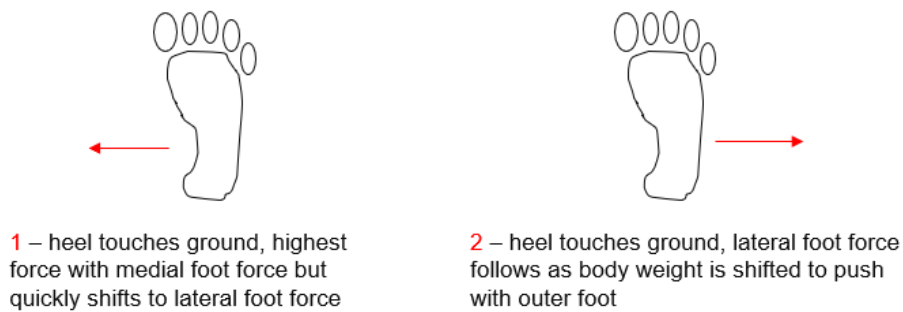 1 – heel touches ground, highest
force with medial foot force but
quickly shifts to lateral foot force
2 – heel touches ground, lateral foot force
follows as body weight is shifted to push
with outer foot